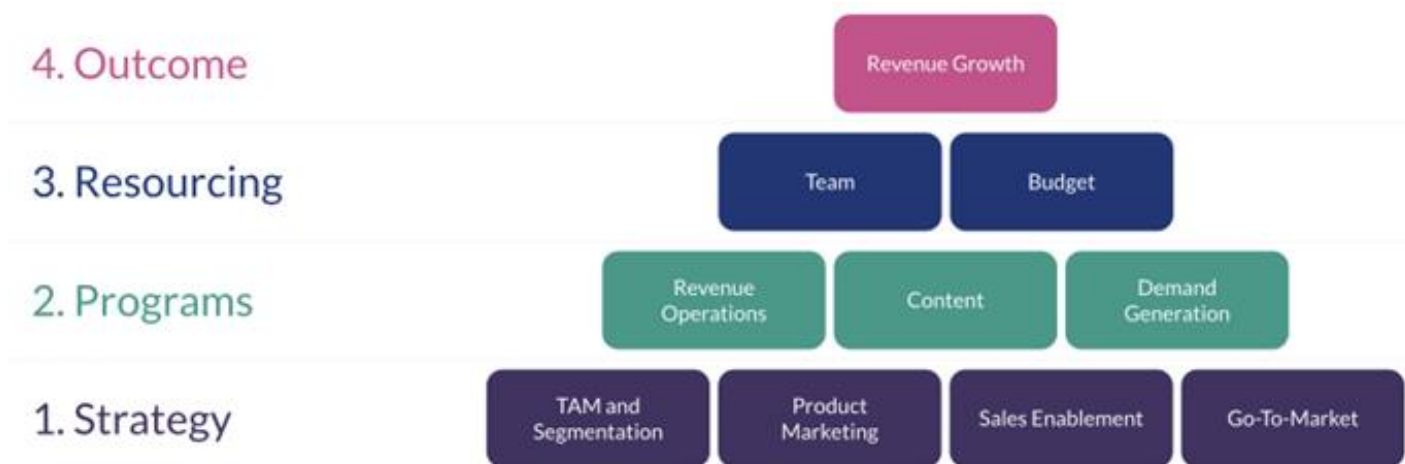 4. Outcome
Revenue Growth
3. Resourcing
Team
Budget
2. Programs
Revenue
Operations
Content
Demand
Generation
1. Strategy
TAM and
Segmentation
Product
Marketing
Sales Enablement
Go-To-Market